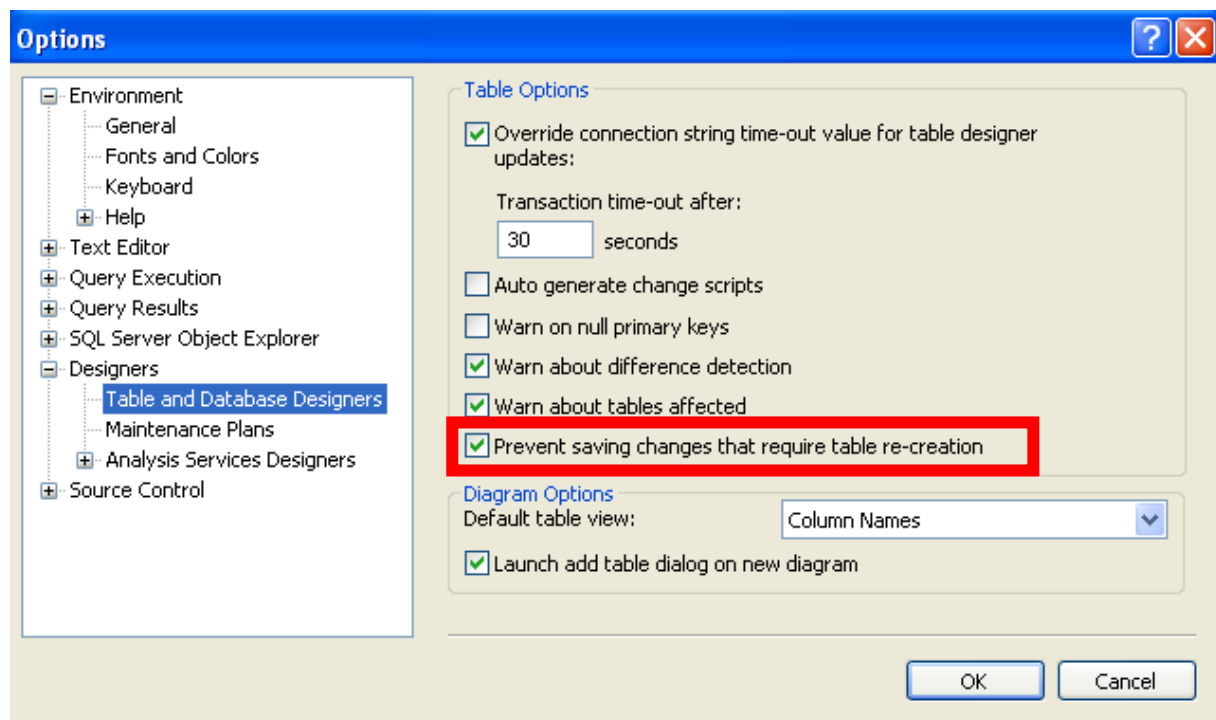 Options
Environment
General
Fonts and Colors
Keyboard
Help
Text Editor
Query Execution
Query Results
SQL Server Object Explorer
Designers
Table and Database Designers
Maintenance Plans
Analysis Services Designers
Source Control
Table Options
Override connection string time-out value for table designer
updates:
Transaction time-out after:
30 seconds
Auto generate change scripts
Warn on null primary keys
Warn about difference detection
Warn about tables affected
Prevent saving changes that require table re-creation
Diagram Options
Default table view: Column Names
Launch add table dialog on new diagram
OK Cancel